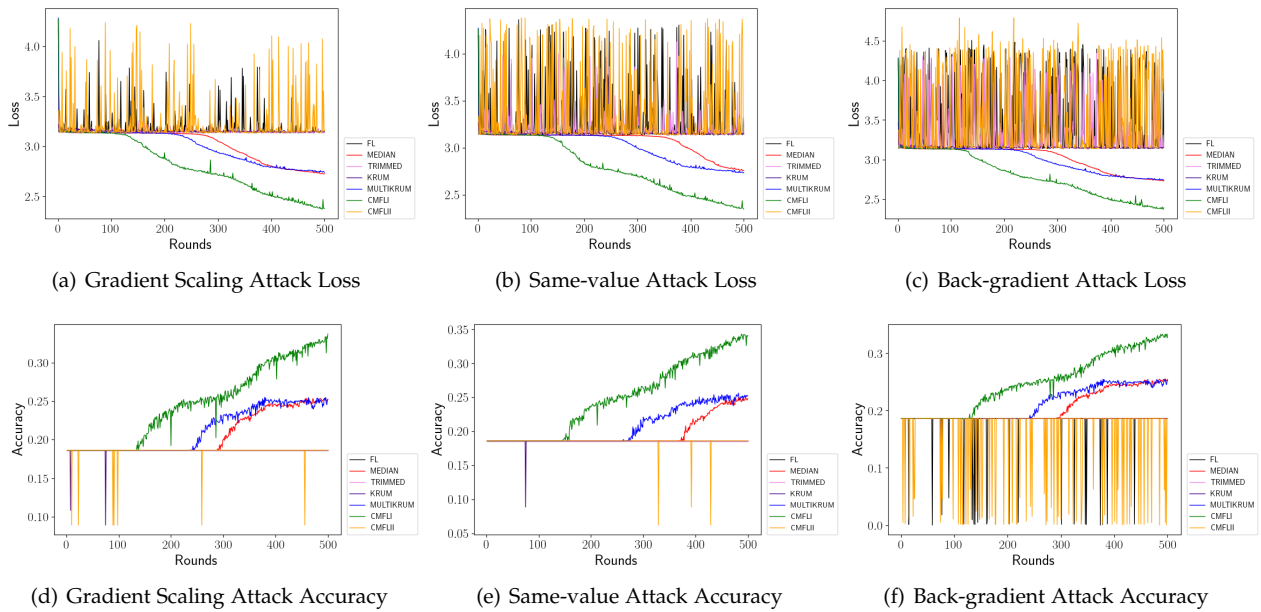 4.0
3.5
3.0
2.5
Loss
0
100
200
300
400
500
Rounds
FL
MEDIAN
TRIMMED
KRUM
MULTIKRUM
CMFLI
CMFLII
(a) Gradient Scaling Attack Loss
4.0
3.5
3.0
2.5
Loss
0
100
200
300
400
500
Rounds
FL
MEDIAN
TRIMMED
KRUM
MULTIKRUM
CMFLI
CMFLII
(b) Same-value Attack Loss
4.5
4.0
3.5
3.0
2.5
Loss
0
100
200
300
400
500
Rounds
FL
MEDIAN
TRIMMED
KRUM
MULTIKRUM
CMFLI
CMFLII
(c) Back-gradient Attack Loss
0.30
0.25
0.20
0.15
0.10
Accuracy
0
100
200
300
400
500
Rounds
FL
MEDIAN
TRIMMED
KRUM
MULTIKRUM
CMFLI
CMFLII
(d) Gradient Scaling Attack Accuracy
0.35
0.30
0.25
0.20
0.15
0.10
0.05
Accuracy
0
100
200
300
400
500
Rounds
FL
MEDIAN
TRIMMED
KRUM
MULTIKRUM
CMFLI
CMFLII
(e) Same-value Attack Accuracy
0.3
0.2
0.1
0.0
Accuracy
0
100
200
300
400
500
Rounds
FL
MEDIAN
TRIMMED
KRUM
MULTIKRUM
CMFLI
CMFLII
(f) Back-gradient Attack Accuracy